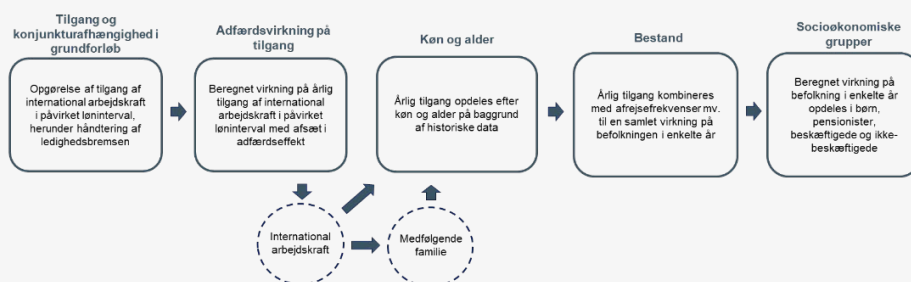 Tilgang og
konjunkturafhængighed i
grundforløb
Opgørelse af tilgang af
international arbejdskraft
i påvirket løninterval,
herunder håndtering af
ledighedsbremsen
Adfærdsvirkning på
tilgang
Beregnet virkning på årlig
tilgang af international
arbejdskraft i påvirket
løninterval med afsæt i
adfærdseffekt
Køn og alder
Årlig tilgang opdeles efter
køn og alder på baggrund
af historiske data
Bestand
Årlig tilgang kombineres
med afrejsefrekvenser mv.
til en samlet virkning på
befolkningen i enkelte år
Socioøkonomiske
grupper
Beregnet virkning på
befolkning i enkelte år
opdeles i børn,
pensionister,
beskæftigede og ikke-
beskæftigede
International
arbejdskraft
Medfølgende
familie